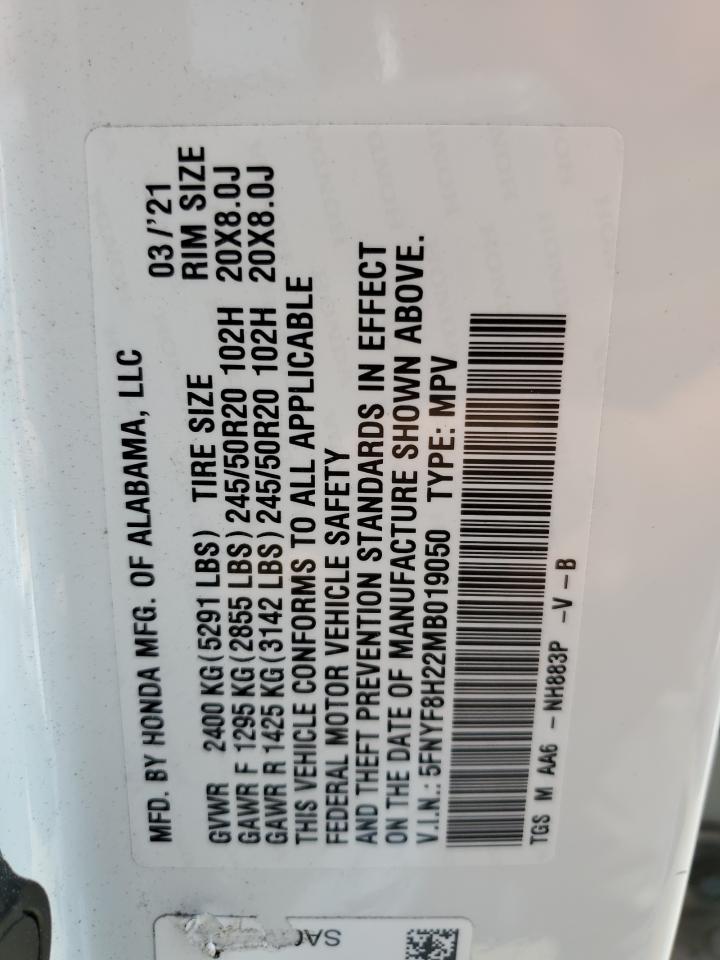 MFD. BY HONDA MFG. OF ALABAMA, LLC 03/'21
GVWR 2400 KG(5291 LBS) TIRE SIZE RIM SIZE
GAWR F 1295 KG(2855 LBS) 245/50R20 102H 20X8.0J
GAWR R 1425 KG(3142 LBS) 245/50R20 102H 20X8.0J
THIS VEHICLE CONFORMS TO ALL APPLICABLE
FEDERAL MOTOR VEHICLE SAFETY
AND THEFT PREVENTION STANDARDS IN EFFECT
ON THE DATE OF MANUFACTURE SHOWN ABOVE.
V.I.N.: 5FNYF8H22MB019050 TYPE: MPV
TGS M AA6 - NH883P -V-B